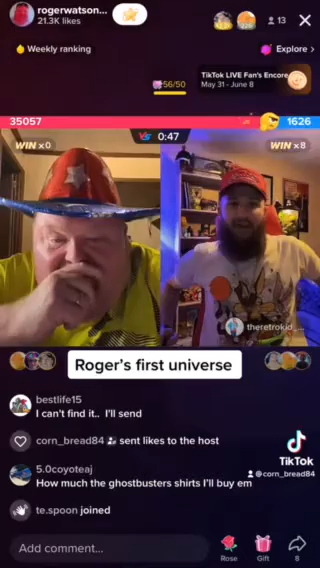 rogerwatson...
21.3K likes
13
Weekly ranking
Explore >
56/50
TikTok LIVE Fan's Encore
May 31 - June 8
35057
1626
WIN x0
VS 0:47
WIN x8
theretrokid_...
Roger's first universe
bestlife15
I can't find it.. I'll send
corn_bread84 sent likes to the host
TikTok
@corn_bread84
5.0coyoteaj
How much the ghostbusters shirts I'll buy em
te.spoon joined
Add comment...
Rose
Gift
8